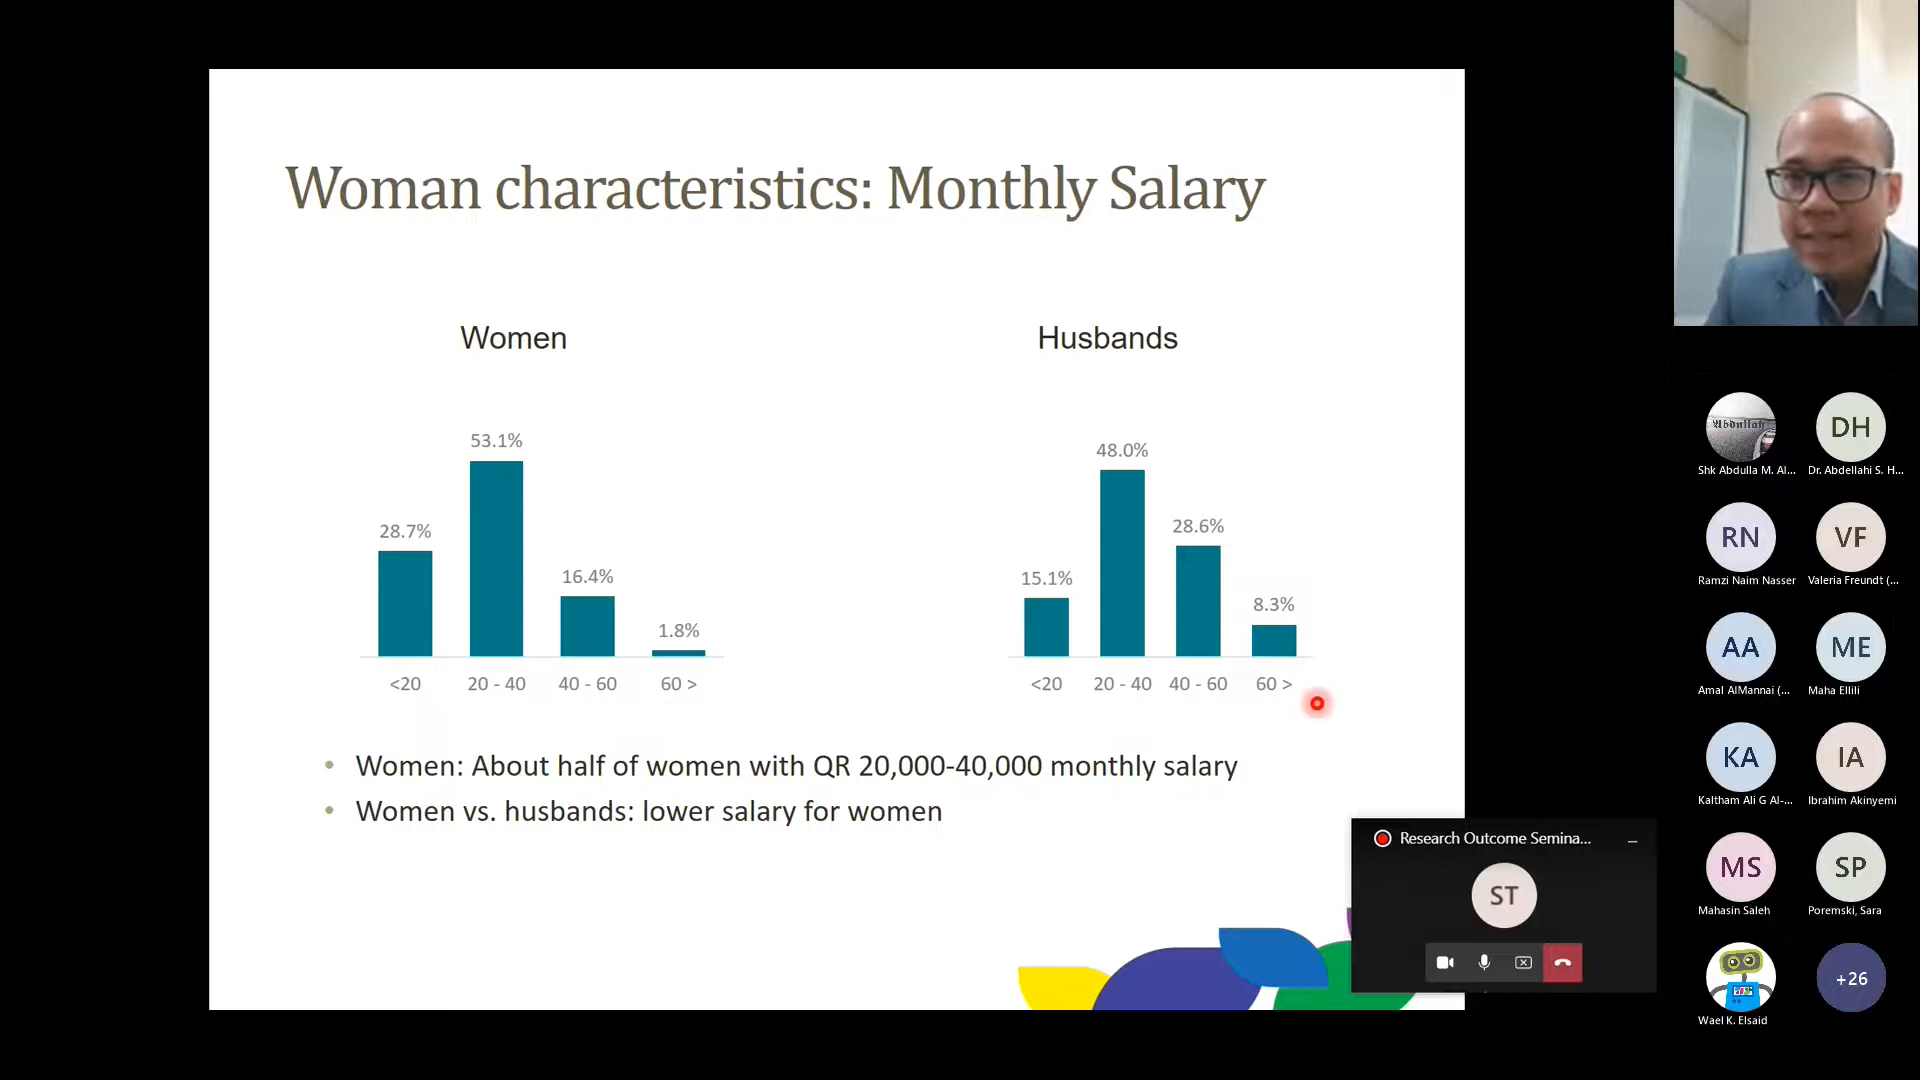 Woman characteristics: Monthly Salary
Women
Husbands
53.1%
28.7%
16.4%
1.8%
<20 20 - 40 40 - 60 60 >
48.0%
28.6%
15.1%
8.3%
<20 20 - 40 40 - 60 60 >
• Women: About half of women with QR 20,000-40,000 monthly salary
• Women vs. husbands: lower salary for women
Research Outcome Semina...
ST
Abdullah
Shk Abdulla M. Al...
DH
Dr. Abdellahi S. H...
RN
Ramzi Naim Nasser
VF
Valeria Freundt (...
AA
Amal AlMannai (...
ME
Maha Ellili
KA
Kaltham Ali G Al-...
IA
Ibrahim Akinyemi
MS
Mahasin Saleh
SP
Poremski, Sara
Wael K. Elsaid
+26